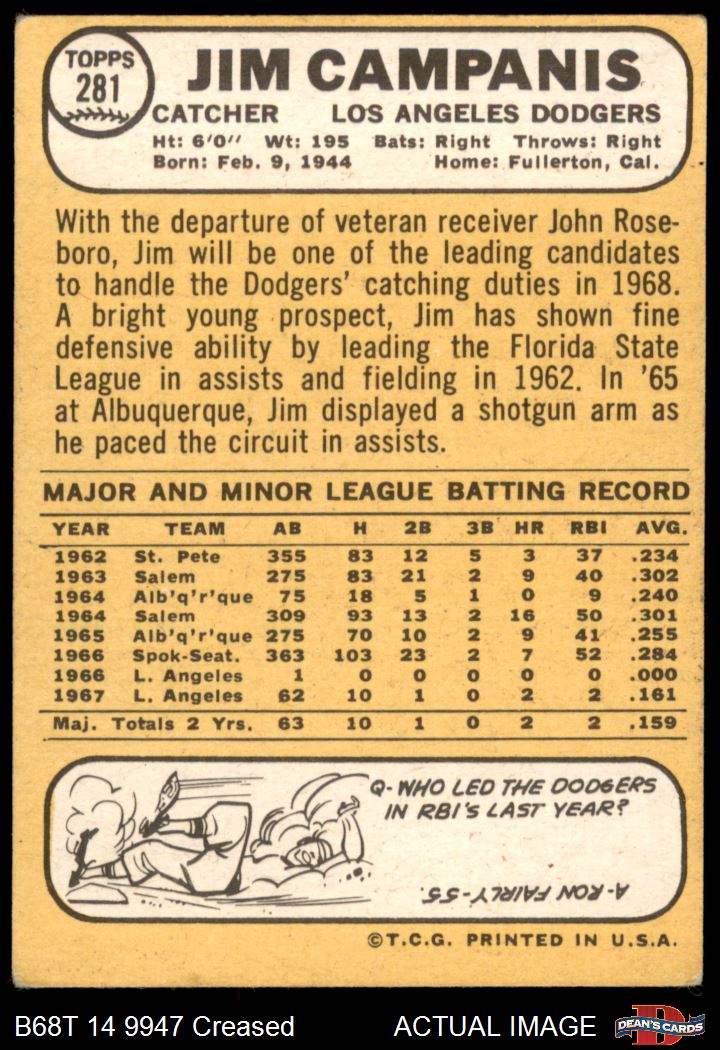 TOPPS
281
JIM CAMPANIS
CATCHER LOS ANGELES DODGERS
Ht: 6'0" Wt: 195 Bats: Right Throws: Right
Born: Feb. 9, 1944 Home: Fullerton, Cal.
With the departure of veteran receiver John Rose-
boro, Jim will be one of the leading candidates
to handle the Dodgers' catching duties in 1968.
A bright young prospect, Jim has shown fine
defensive ability by leading the Florida State
League in assists and fielding in 1962. In '65
at Albuquerque, Jim displayed a shotgun arm as
he paced the circuit in assists.
MAJOR AND MINOR LEAGUE BATTING RECORD
YEAR TEAM AB H 2B 3B HR RBI AVG.
1962 St. Pete 355 83 12 5 3 37 .234
1963 Salem 275 83 21 2 9 40 .302
1964 Alb'q'r'que 75 18 5 1 0 9 .240
1964 Salem 309 93 13 2 16 50 .301
1965 Alb'q'r'que 275 70 10 2 9 41 .255
1966 Spok-Seat. 363 103 23 2 7 52 .284
1966 L. Angeles 1 0 0 0 0 0 .000
1967 L. Angeles 62 10 1 0 2 2 .161
Maj. Totals 2 Yrs. 63 10 1 0 2 2 .159
Q-WHO LED THE DODGERS
IN RBI'S LAST YEAR?
A-RON FAIRLY-55.
©T.C.G. PRINTED IN U.S.A.
B68T 14 9947 Creased ACTUAL IMAGE
D
DEAN'S CARDS